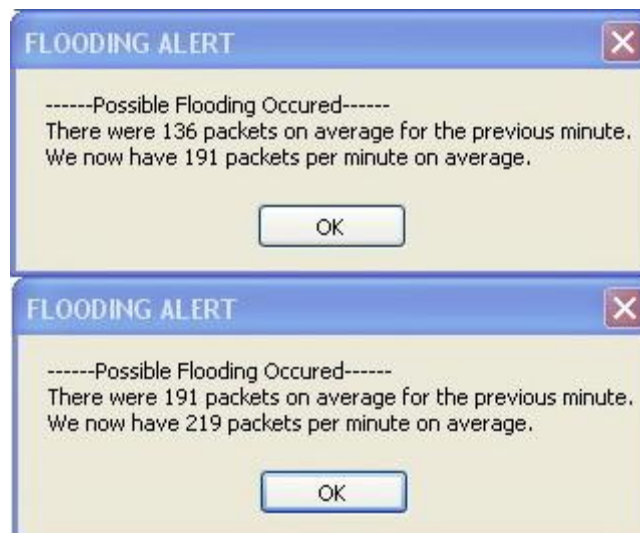 FLOODING ALERT
------Possible Flooding Occured------
There were 136 packets on average for the previous minute.
We now have 191 packets per minute on average.
OK
FLOODING ALERT
------Possible Flooding Occured------
There were 191 packets on average for the previous minute.
We now have 219 packets per minute on average.
OK